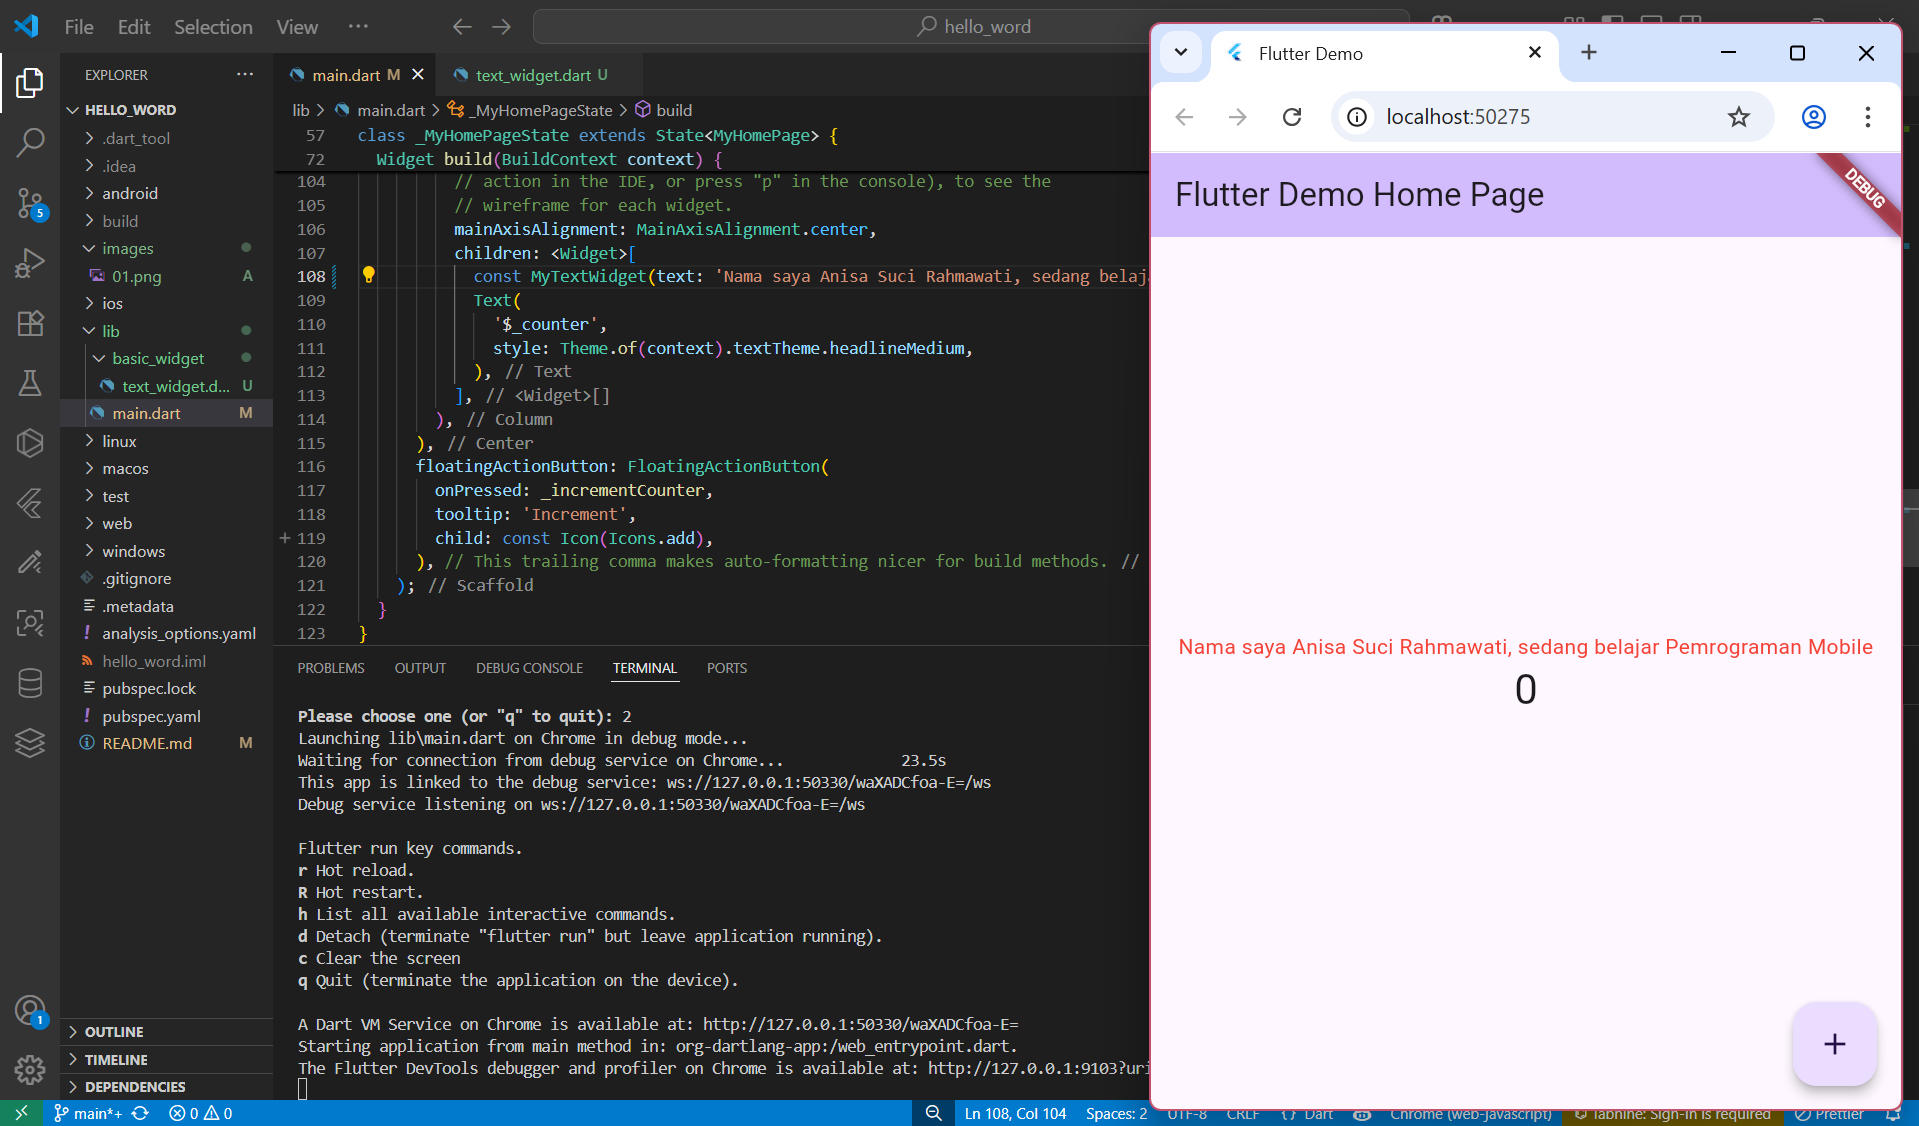 File Edit Selection View ···
hello_word
EXPLORER ···
HELLO_WORD
.dart_tool
.idea
android
build
images
01.png A
ios
lib
basic_widget
text_widget.d... U
main.dart M
linux
macos
test
web
windows
.gitignore
.metadata
analysis_options.yaml
hello_word.iml
pubspec.lock
pubspec.yaml
README.md M
OUTLINE
TIMELINE
DEPENDENCIES
5
1
main.dart M
text_widget.dart U
lib > main.dart > _MyHomePageState > build
57 class _MyHomePageState extends State<MyHomePage> {
72 Widget build(BuildContext context) {
104 // action in the IDE, or press "p" in the console), to see the
105 // wireframe for each widget.
106 mainAxisAlignment: MainAxisAlignment.center,
107 children: <Widget>[
108 const MyTextWidget(text: 'Nama saya Anisa Suci Rahmawati, sedang belaj
109 Text(
110 '$_counter',
111 style: Theme.of(context).textTheme.headlineMedium,
112 ), // Text
113 ], // <Widget>[]
114 ), // Column
115 ), // Center
116 floatingActionButton: FloatingActionButton(
117 onPressed: _incrementCounter,
118 tooltip: 'Increment',
119 child: const Icon(Icons.add),
120 ), // This trailing comma makes auto-formatting nicer for build methods. //
121 ); // Scaffold
122 }
123 }
PROBLEMS OUTPUT DEBUG CONSOLE TERMINAL PORTS
Please choose one (or "q" to quit): 2
Launching lib\main.dart on Chrome in debug mode...
Waiting for connection from debug service on Chrome... 23.5s
This app is linked to the debug service: ws://127.0.0.1:50330/waXADCfoa-E=/ws
Debug service listening on ws://127.0.0.1:50330/waXADCfoa-E=/ws
Flutter run key commands.
r Hot reload.
R Hot restart.
h List all available interactive commands.
d Detach (terminate "flutter run" but leave application running).
c Clear the screen
q Quit (terminate the application on the device).
A Dart VM Service on Chrome is available at: http://127.0.0.1:50330/waXADCfoa-E=
Starting application from main method in: org-dartlang-app:/web_entrypoint.dart.
The Flutter DevTools debugger and profiler on Chrome is available at: http://127.0.0.1:9103?uri
main*+ 0 0 Ln 108, Col 104 Spaces: 2 UTF-8 CRLF {} Dart Chrome (web-javascript) Tabnine: Sign-in is required Prettier
Flutter Demo
localhost:50275
Flutter Demo Home Page
DEBUG
Nama saya Anisa Suci Rahmawati, sedang belajar Pemrograman Mobile
0
+